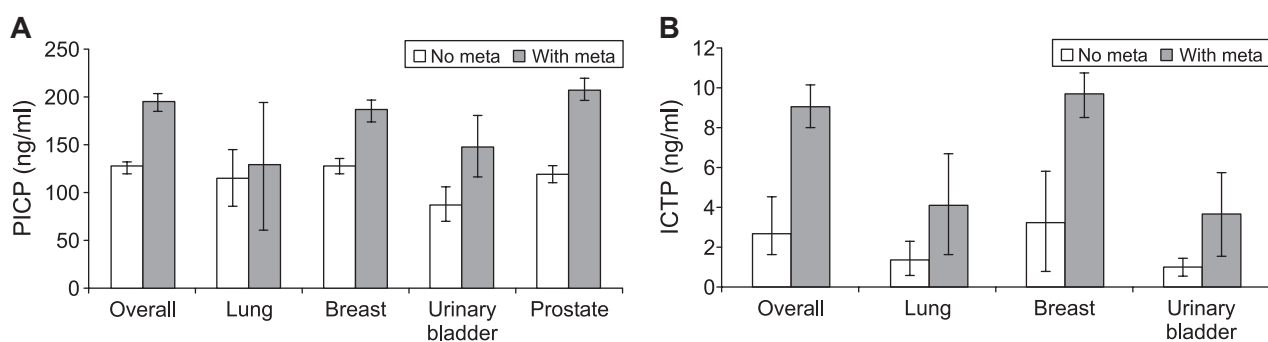 A
PICP (ng/ml)
250
200
150
100
50
0
No meta
With meta
Overall
Lung
Breast
Urinary
bladder
Prostate
B
ICTP (ng/ml)
12
10
8
6
4
2
0
No meta
With meta
Overall
Lung
Breast
Urinary
bladder